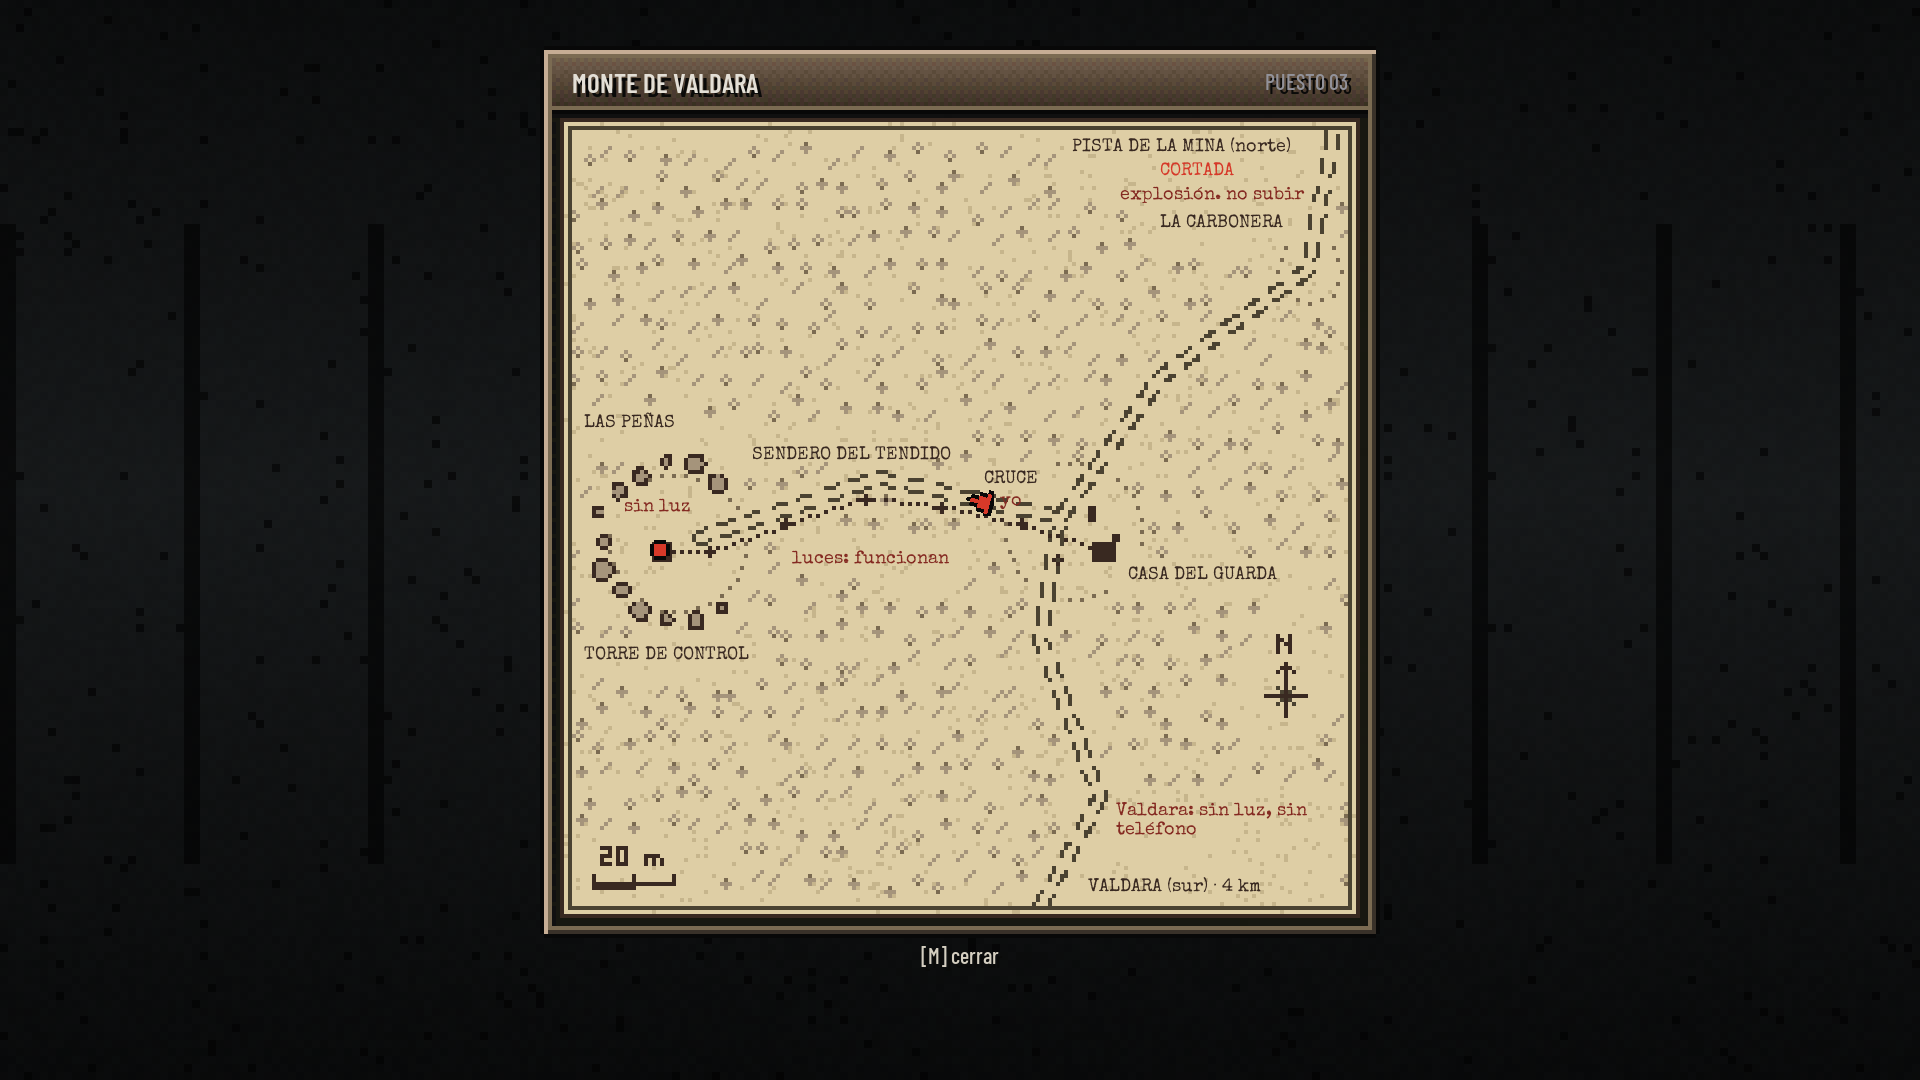 MONTE DE VALDARA
PUESTO 03
PISTA DE LA MINA (norte)
CORTADA
explosión. no subir
LA CARBONERA
LAS PEÑAS
SENDERO DEL TENDIDO
CRUCE
yo
sin luz
luces: funcionan
CASA DEL GUARDA
N
TORRE DE CONTROL
Valdara: sin luz, sin
teléfono
20 m
VALDARA (sur) · 4 km
[M] cerrar